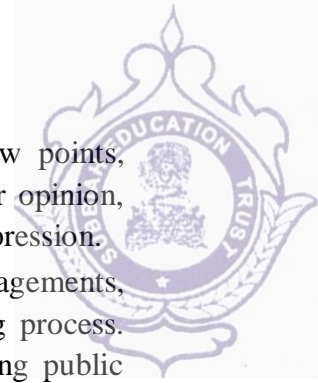 w points,
r opinion,
pression.
agements,
g process.
ng public
EDUCATION TRUST